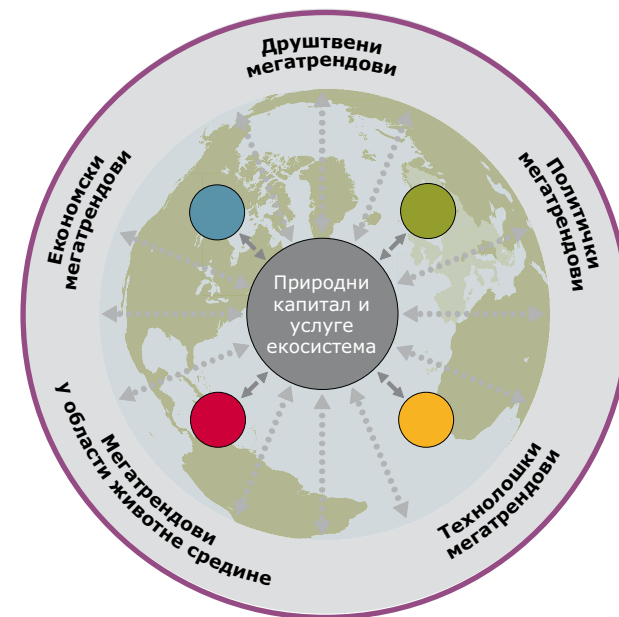 Друштвени
мегатрендови
Политички
мегатрендови
Технолошки
мегатрендови
Мегатрендови
у области животне средине
Економски
мегатрендови
Природни
капитал и
услуге
екосистема